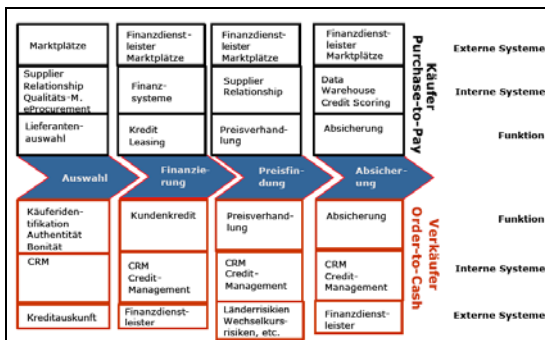 Marktplätze
Finanzdienst-
leister
Marktplätze
Finanzdienst-
leister
Marktplätze
Finanzdienst-
leister
Marktplätze
Externe Systeme
Supplier
Relationship
Qualitäts-M.
eProcurement
Finanz-
systeme
Supplier
Relationship
Data
Warehouse
Credit Scoring
Interne Systeme
Lieferanten-
auswahl
Kredit
Leasing
Preisverhand-
lung
Absicherung
Funktion
Käufer
Purchase-to-Pay
Auswahl
Finanzie-
rung
Preisfin-
dung
Absicher-
ung
Käuferiden-
tifikation
Authentität
Bonität
Kundenkredit
Preisverhand-
lung
Absicherung
Funktion
CRM
CRM
Credit-
Management
CRM
Credit-
Management
CRM
Credit-
Management
Interne Systeme
Kreditauskunft
Finanzdienst-
leister
Länderrisikien
Wechselkurs-
risiken, etc.
Finanzdienst-
leister
Externe Systeme
Verkäufer
Order-to-Cash